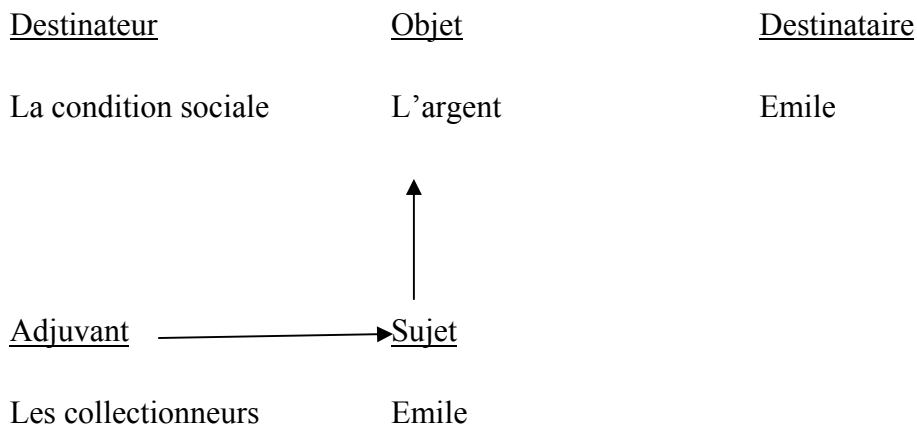 Destinateur Objet Destinataire
La condition sociale L’argent Emile
Adjuvant Sujet
Les collectionneurs Emile